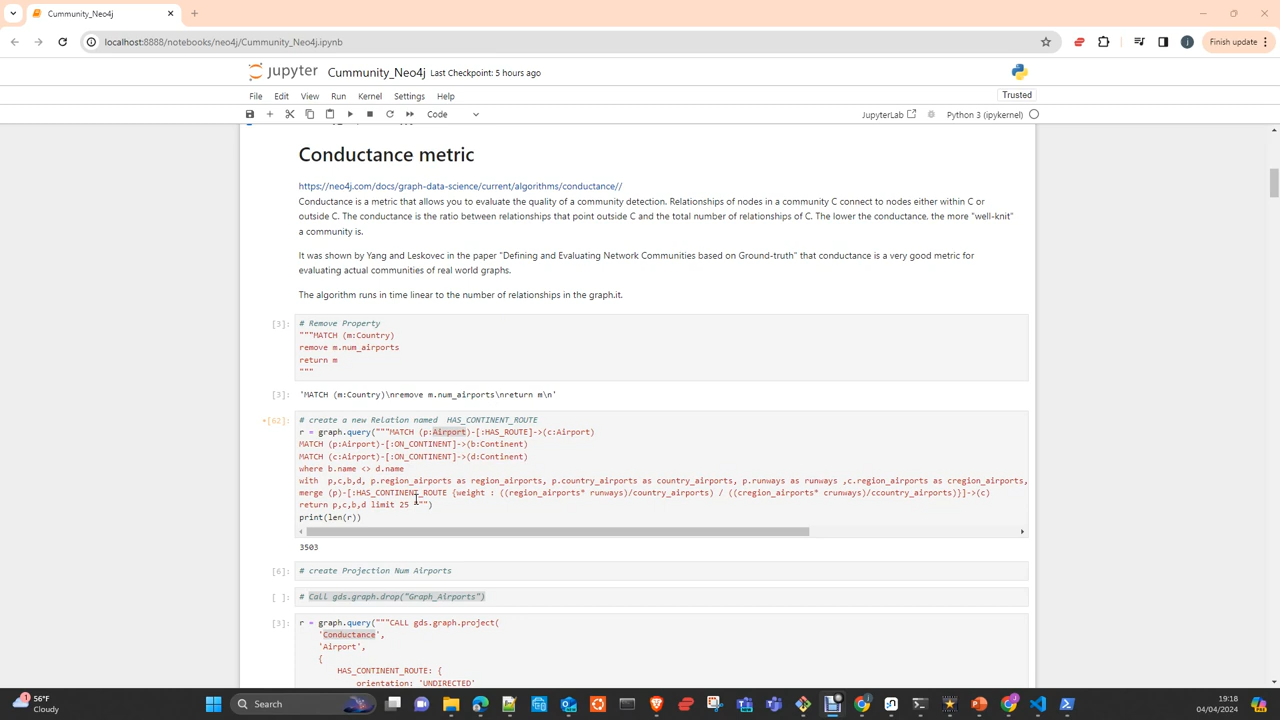 Cummunity_Neo4j
localhost:8888/notebooks/neo4j/Cummunity_Neo4j.ipynb
j
Finish update
jupyter Cummunity_Neo4j Last Checkpoint: 5 hours ago
File Edit View Run Kernel Settings Help
Trusted
Code
JupyterLab
Python 3 (ipykernel)
Conductance metric
https://neo4j.com/docs/graph-data-science/current/algorithms/conductance//
Conductance is a metric that allows you to evaluate the quality of a community detection. Relationships of nodes in a community C connect to nodes either within C or
outside C. The conductance is the ratio between relationships that point outside C and the total number of relationships of C. The lower the conductance, the more "well-knit"
a community is.
It was shown by Yang and Leskovec in the paper "Defining and Evaluating Network Communities based on Ground-truth" that conductance is a very good metric for
evaluating actual communities of real world graphs.
The algorithm runs in time linear to the number of relationships in the graph.it.
[3]: # Remove Property
"""MATCH (m:Country)
remove m.num_airports
return m
"""
[3]: 'MATCH (m:Country)\nremove m.num_airports\nreturn m\n'
[62]: # create a new Relation named  HAS_CONTINENT_ROUTE
r = graph.query("""MATCH (p:Airport)-[:HAS_ROUTE]->(c:Airport)
MATCH (p:Airport)-[:ON_CONTINENT]->(b:Continent)
MATCH (c:Airport)-[:ON_CONTINENT]->(d:Continent)
where b.name <> d.name
with  p,c,b,d, p.region_airports as region_airports, p.country_airports as country_airports, p.runways as runways ,c.region_airports as cregion_airports,
merge (p)-[:HAS_CONTINENT_ROUTE {weight : ((region_airports* runways)/country_airports) / ((cregion_airports* crunways)/ccountry_airports)}]->(c)
return p,c,b,d limit 25 """)
print(len(r))
3503
[6]: # create Projection Num Airports
[ ]: # Call gds.graph.drop("Graph_Airports")
[3]: r = graph.query("""CALL gds.graph.project(
'Conductance',
'Airport',
{
HAS_CONTINENT_ROUTE: {
orientation: 'UNDIRECTED'
56°F
Cloudy
Search
19:18
04/04/2024